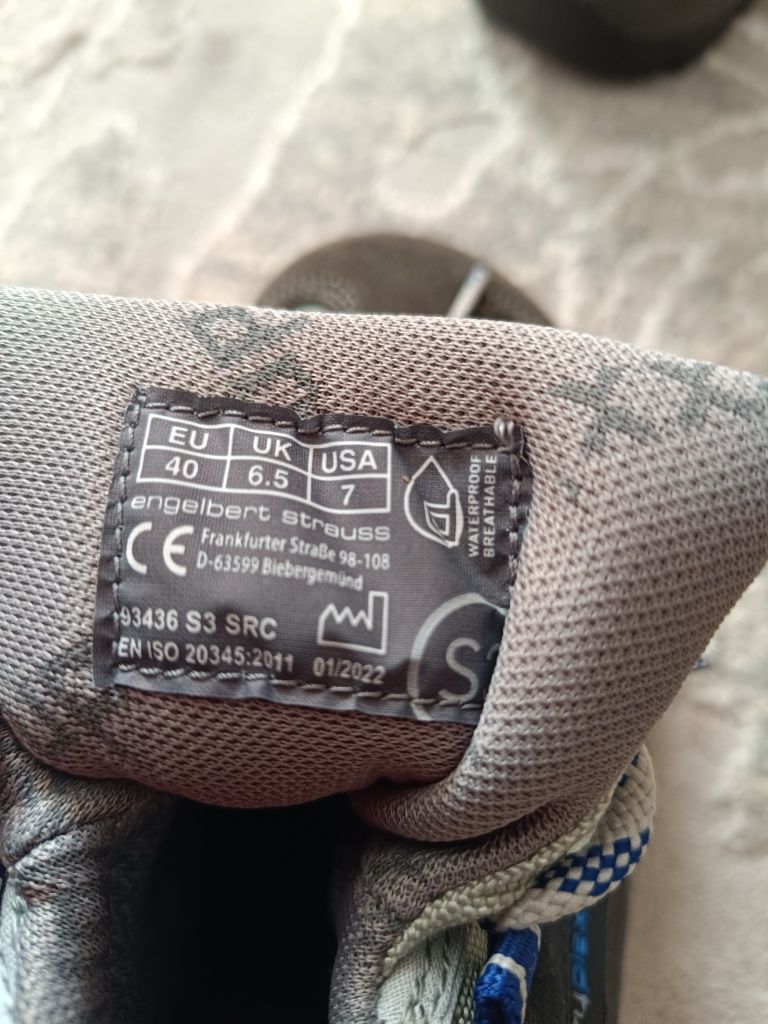 EU UK USA
40 6.5 7
engelbert strauss
CE Frankfurter Straße 98-108
D-63599 Biebergemünd
93436 S3 SRC
EN ISO 20345:2011 01/2022
WATERPROOF
BREATHABLE